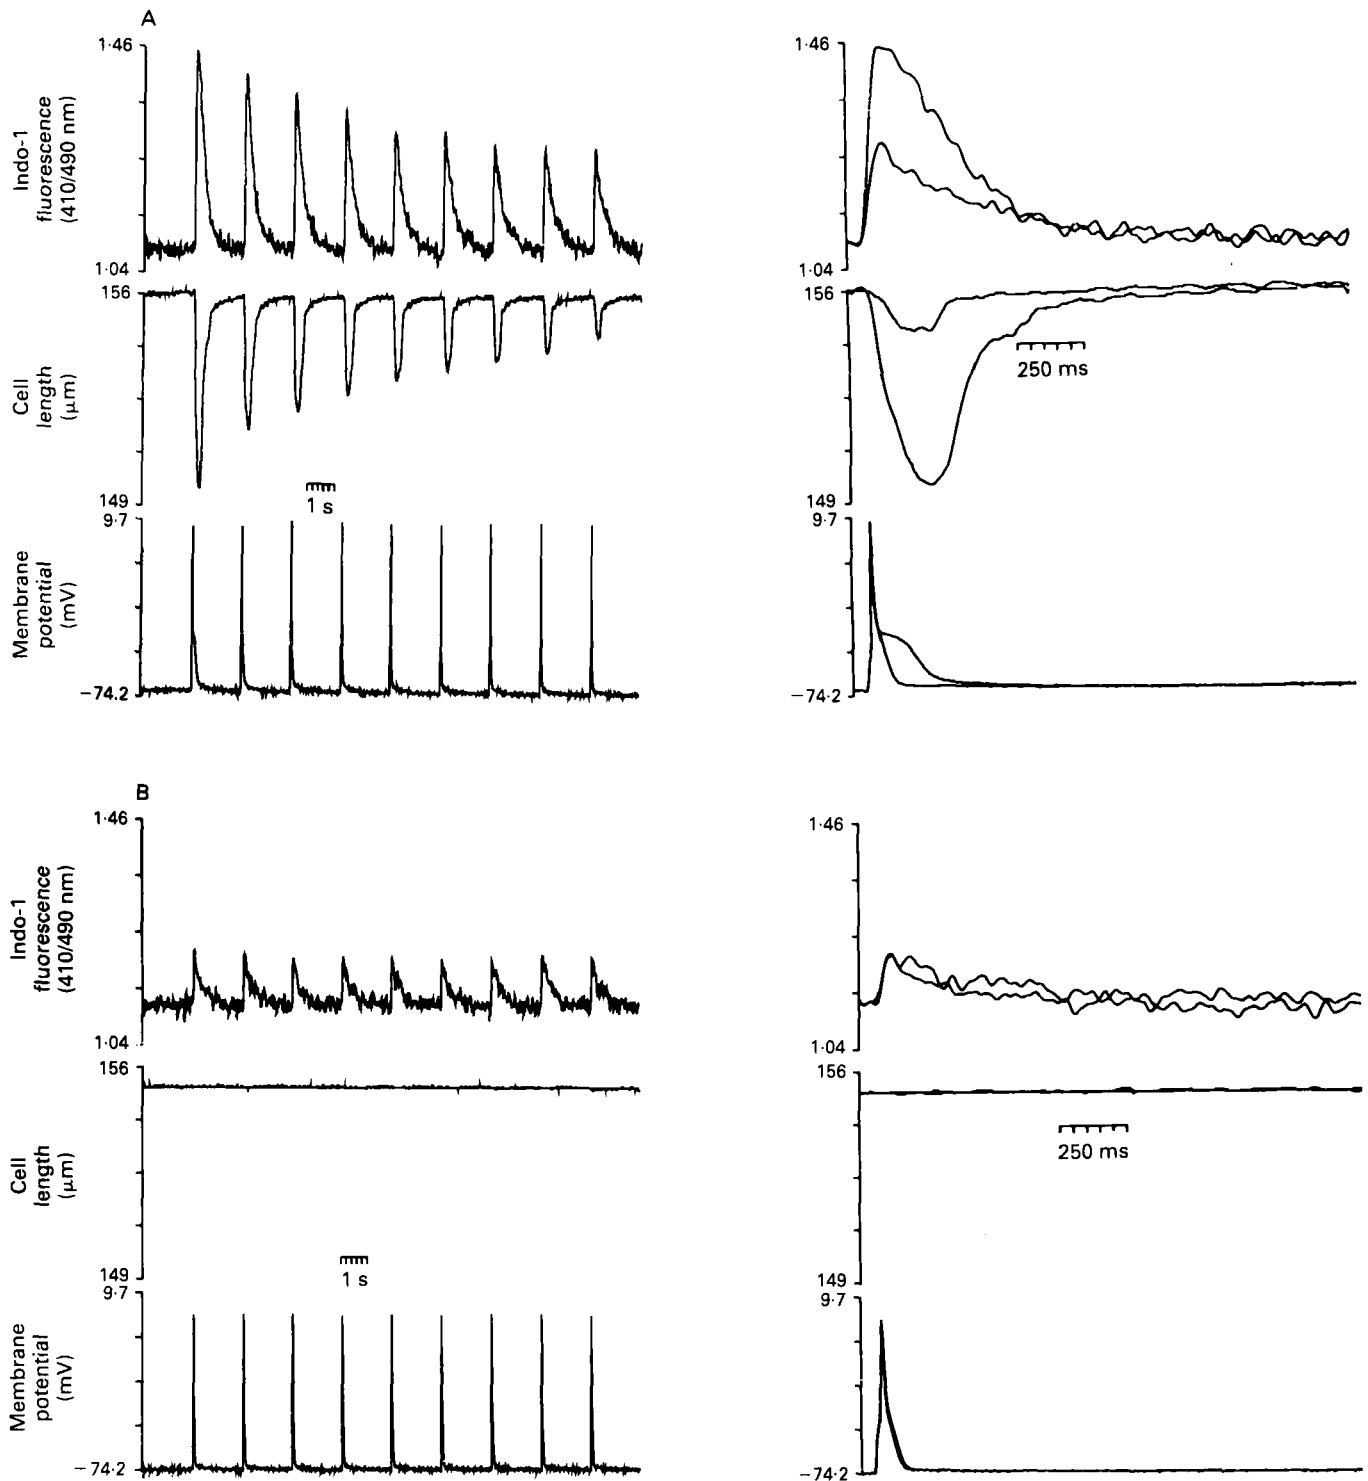 A
1·46
Indo-1
fluorescence
(410/490 nm)
1·04
156
Cell
length
(μm)
149
1 s
9·7
Membrane
potential
(mV)
−74·2
1·46
1·04
156
250 ms
149
9·7
−74·2
B
1·46
Indo-1
fluorescence
(410/490 nm)
1·04
156
Cell
length
(μm)
149
1 s
9·7
Membrane
potential
(mV)
−74·2
1·46
1·04
156
250 ms
149
9·7
−74·2